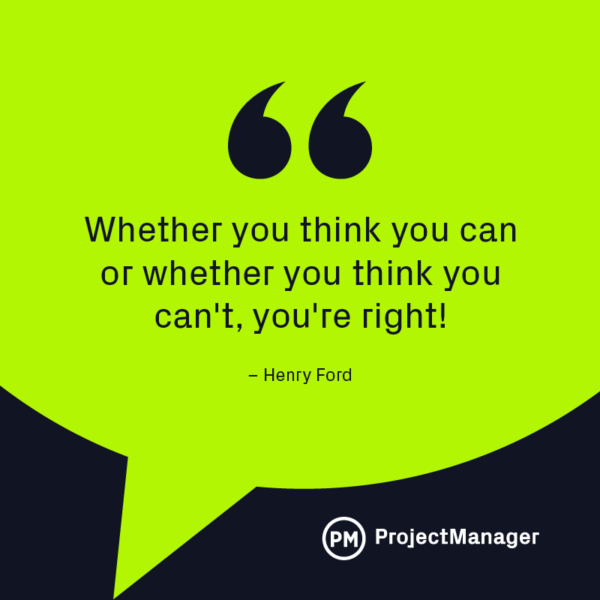 Whether you think you can
or whether you think you
can't, you're right!
– Henry Ford
PM ProjectManager